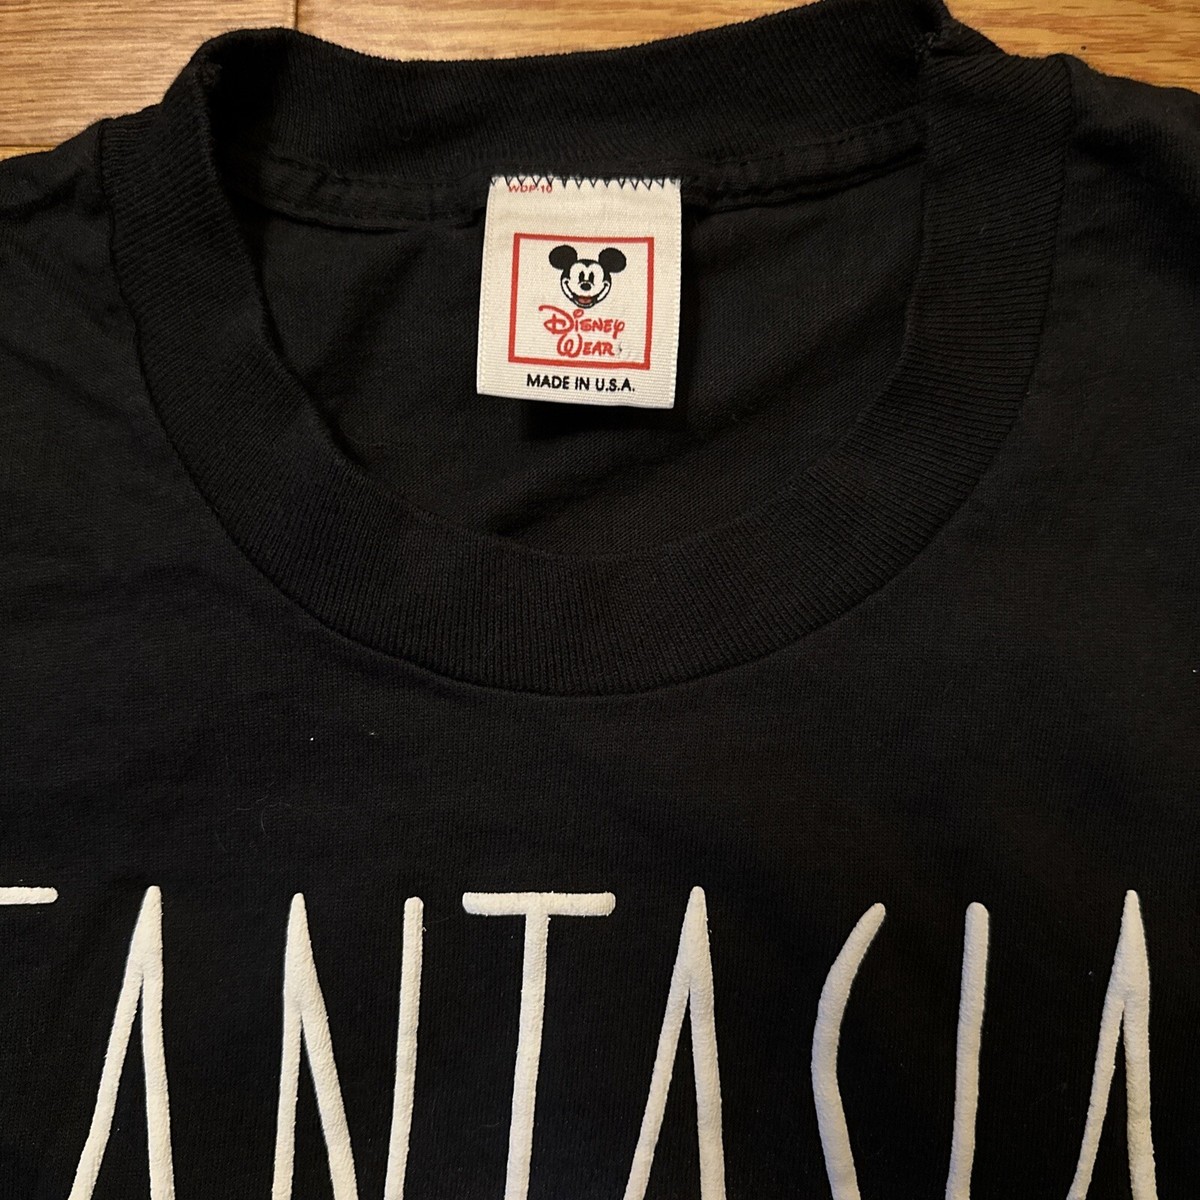 WDP-10
Disney
Wear
MADE IN U.S.A.
FANTASIA